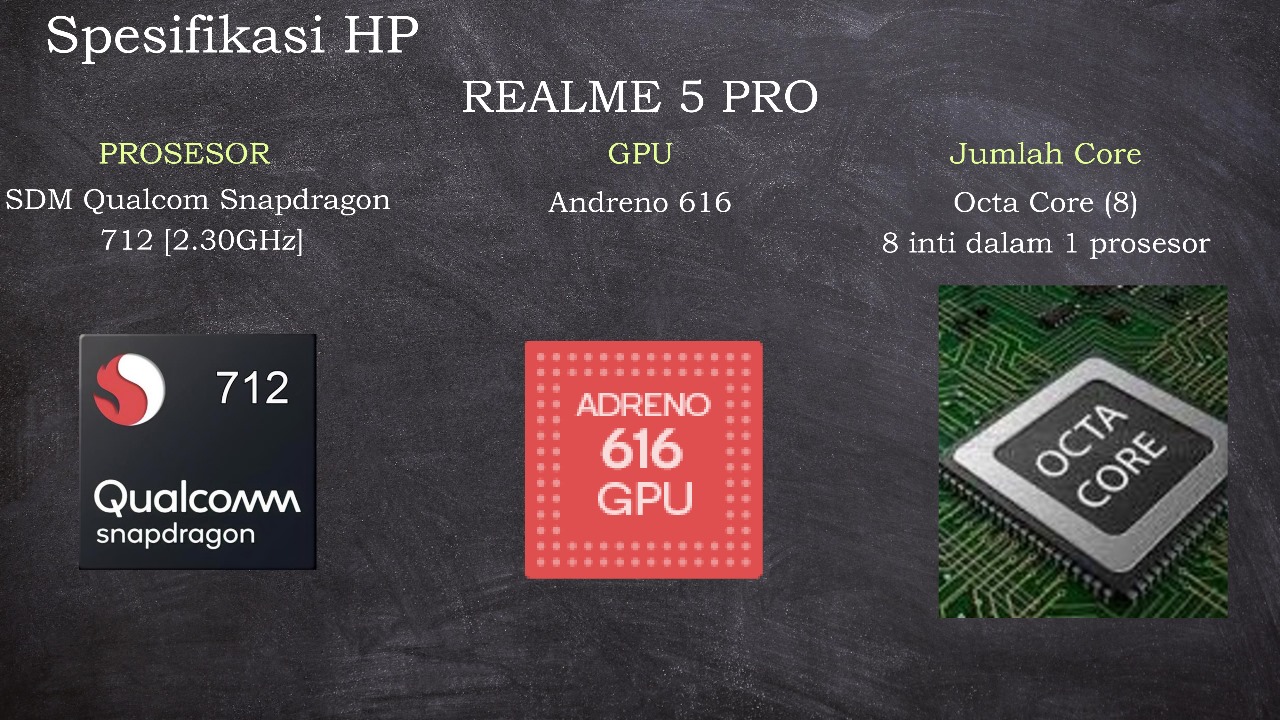 Spesifikasi HP
REALME 5 PRO
PROSESOR
SDM Qualcom Snapdragon
712 [2.30GHz]
GPU
Andreno 616
Jumlah Core
Octa Core (8)
8 inti dalam 1 prosesor
712
Qualcomm
snapdragon
ADRENO
616
GPU
OCTA
CORE